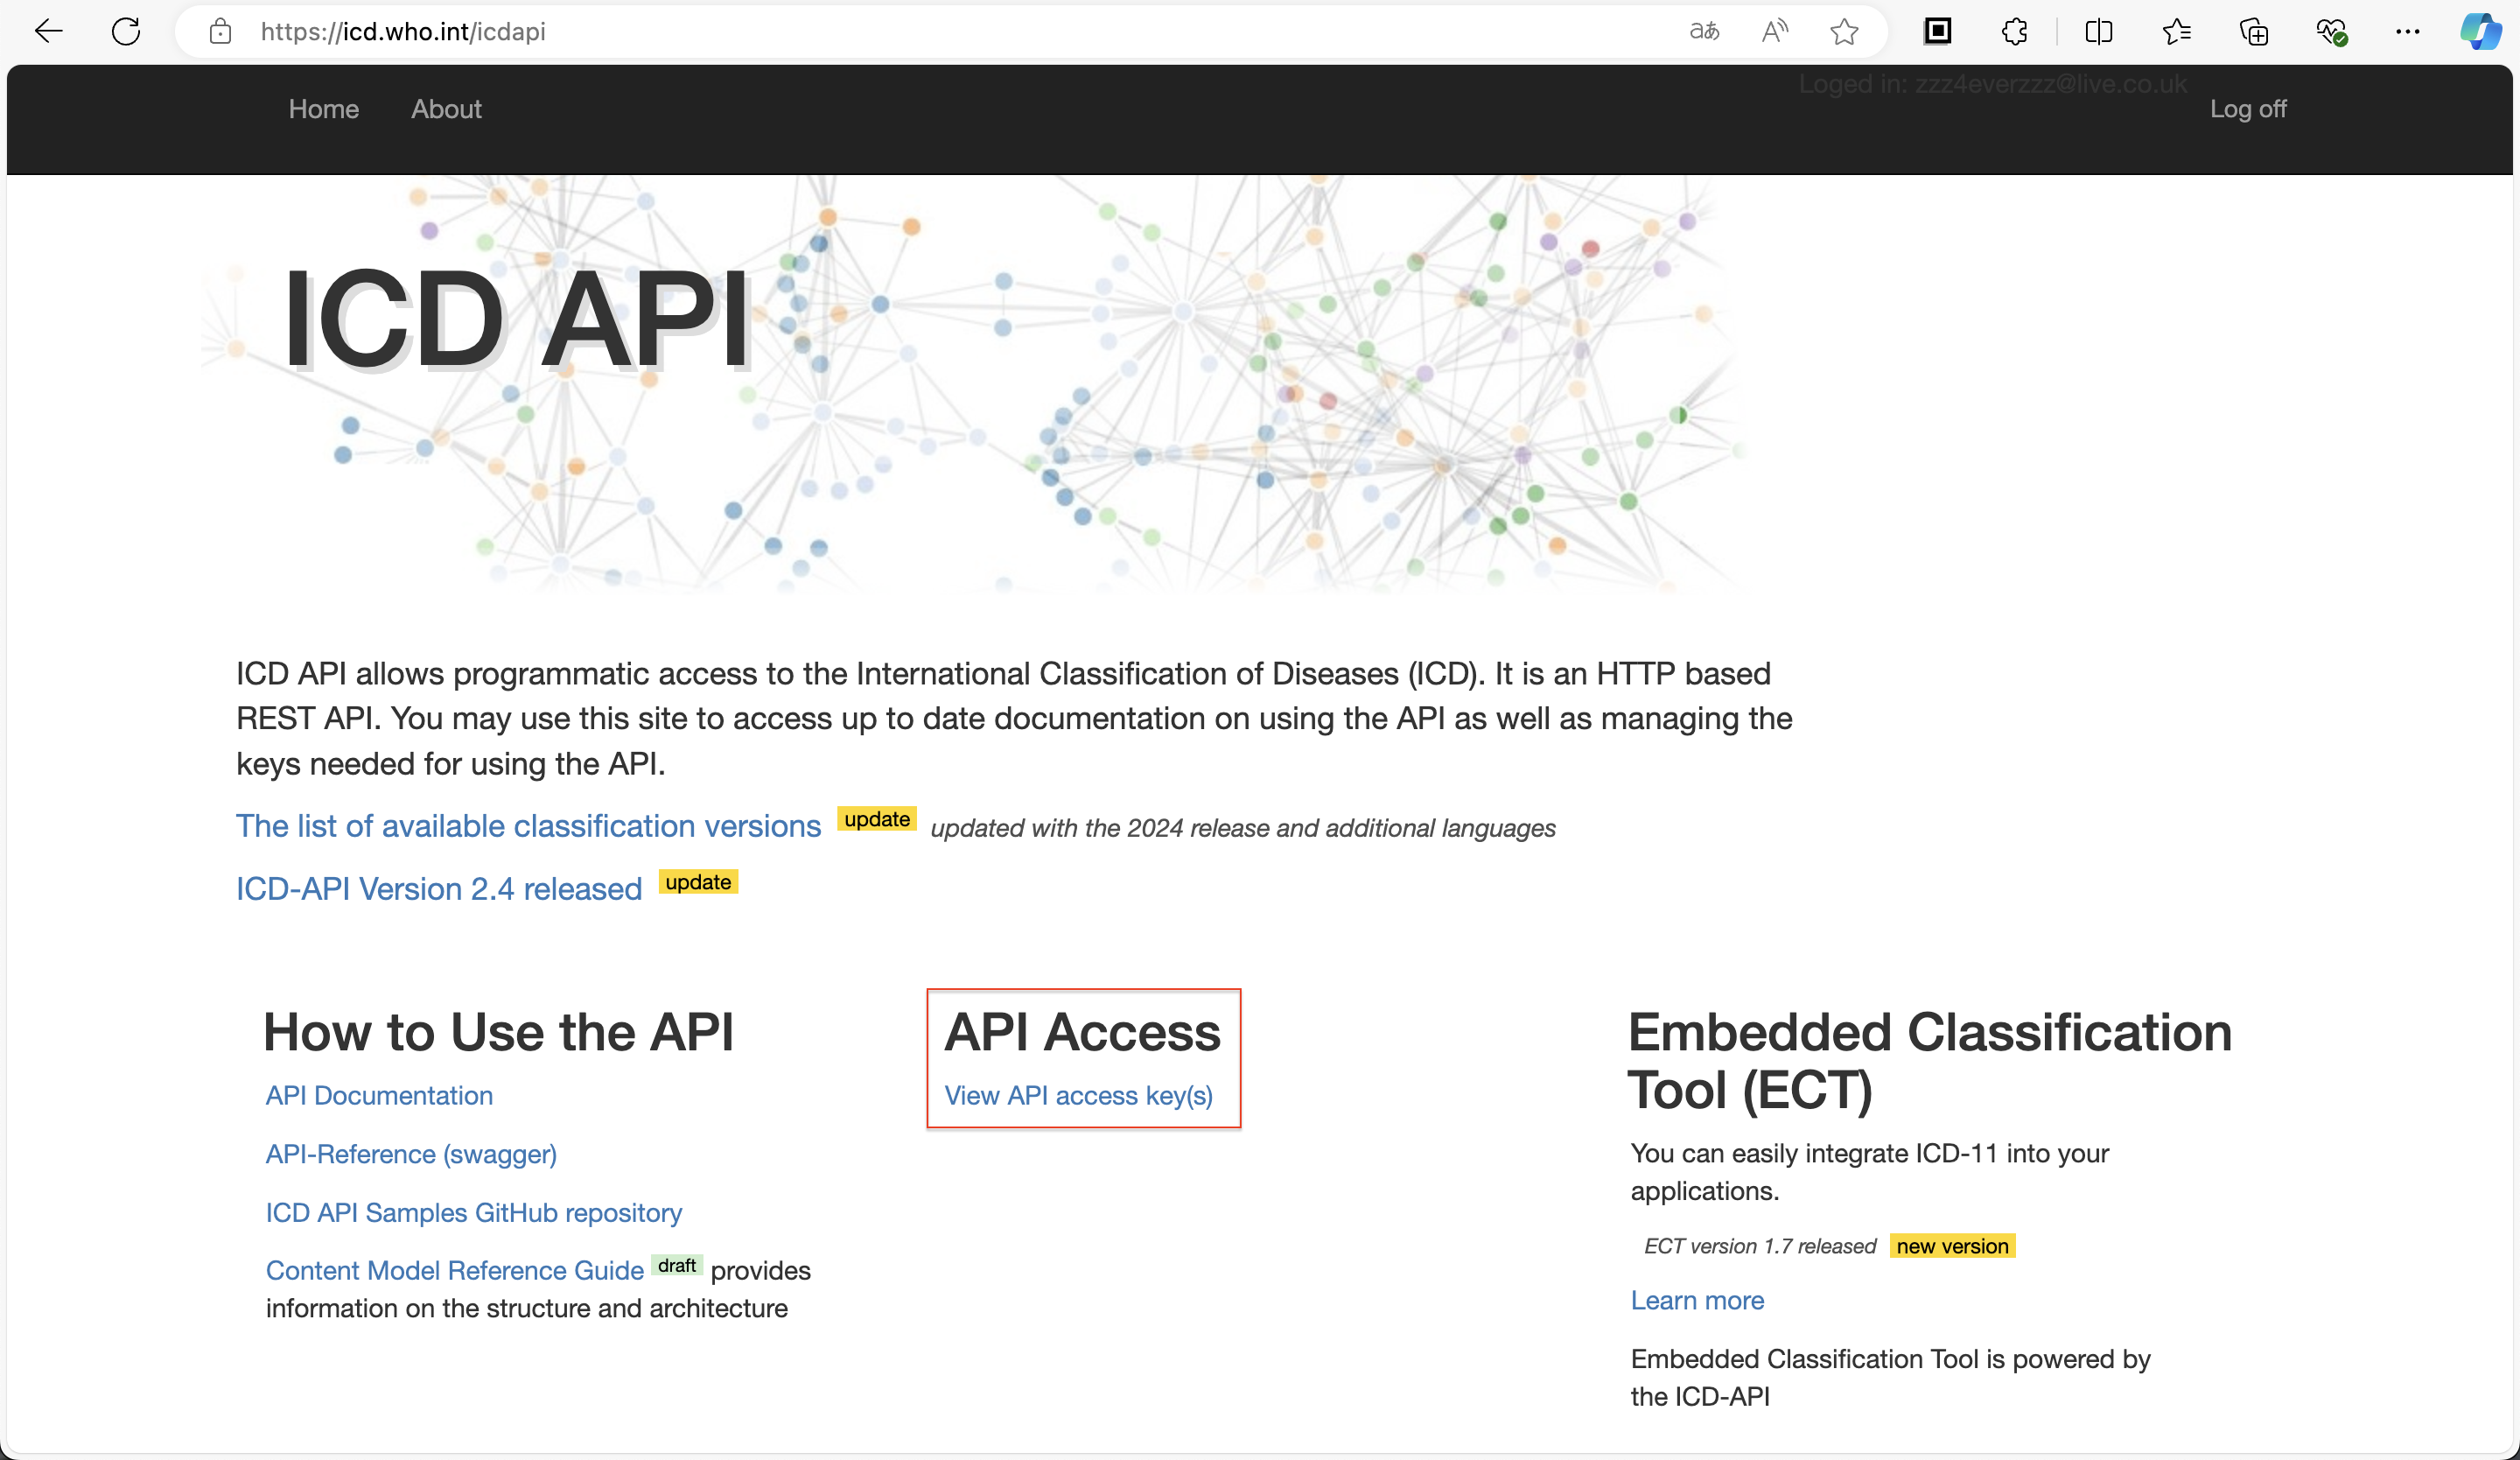 https://icd.who.int/icdapi
aあ
Loged in: zzz4everzzz@live.co.uk
Home About Log off
ICD API
ICD API allows programmatic access to the International Classification of Diseases (ICD). It is an HTTP based
REST API. You may use this site to access up to date documentation on using the API as well as managing the
keys needed for using the API.
The list of available classification versions update updated with the 2024 release and additional languages
ICD-API Version 2.4 released update
How to Use the API
API Documentation
API-Reference (swagger)
ICD API Samples GitHub repository
Content Model Reference Guide draft provides
information on the structure and architecture
API Access
View API access key(s)
Embedded Classification
Tool (ECT)
You can easily integrate ICD-11 into your
applications.
ECT version 1.7 released new version
Learn more
Embedded Classification Tool is powered by
the ICD-API